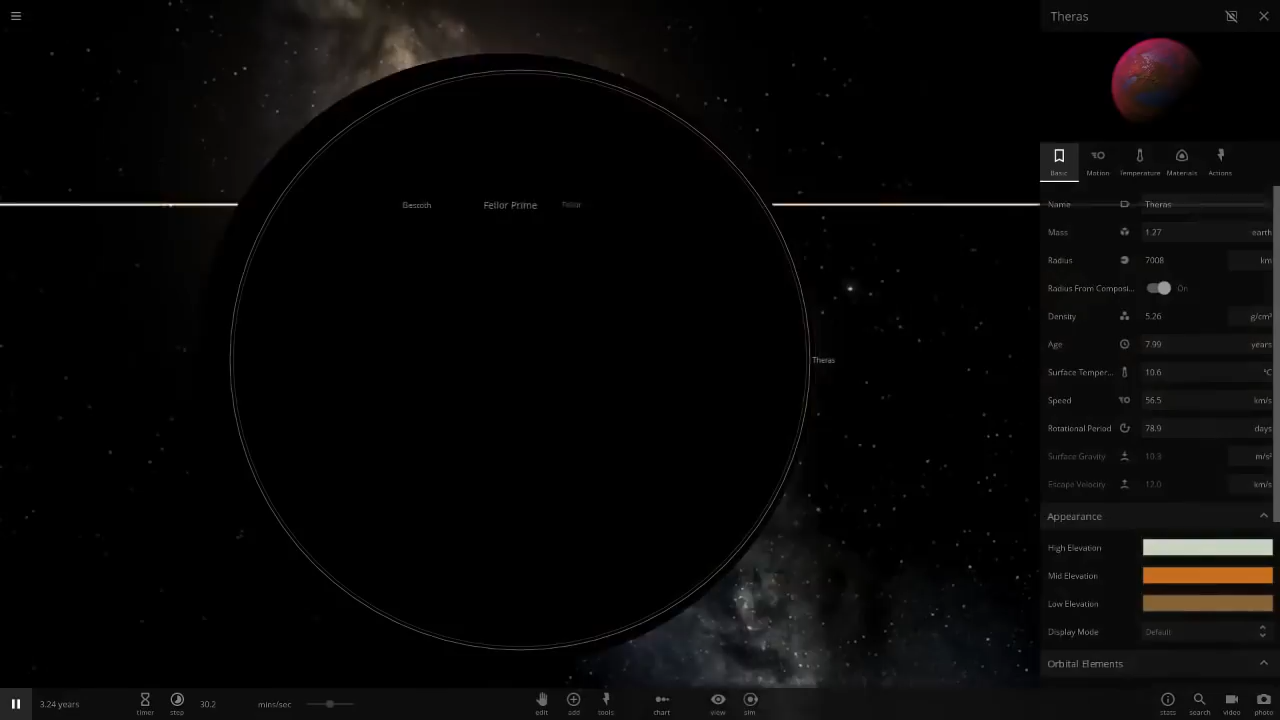 Theras
Basic
Motion
Temperature
Materials
Actions
Bascoth
Fellor Prime
Name
Theras
Mass
1.27
earth
Radius
7008
km
Radius From Composi...
On
Density
5.26
g/cm³
Age
7.99
years
Theras
Surface Temper...
10.6
°C
Speed
56.5
km/s
Rotational Period
78.9
days
Surface Gravity
10.3
m/s²
Escape Velocity
12.0
km/s
Appearance
High Elevation
Mid Elevation
Low Elevation
Display Mode
Default
Orbital Elements
3.24 years
timer
step
30.2
mins/sec
edit
add
tools
chart
view
sim
stats
search
video
photo